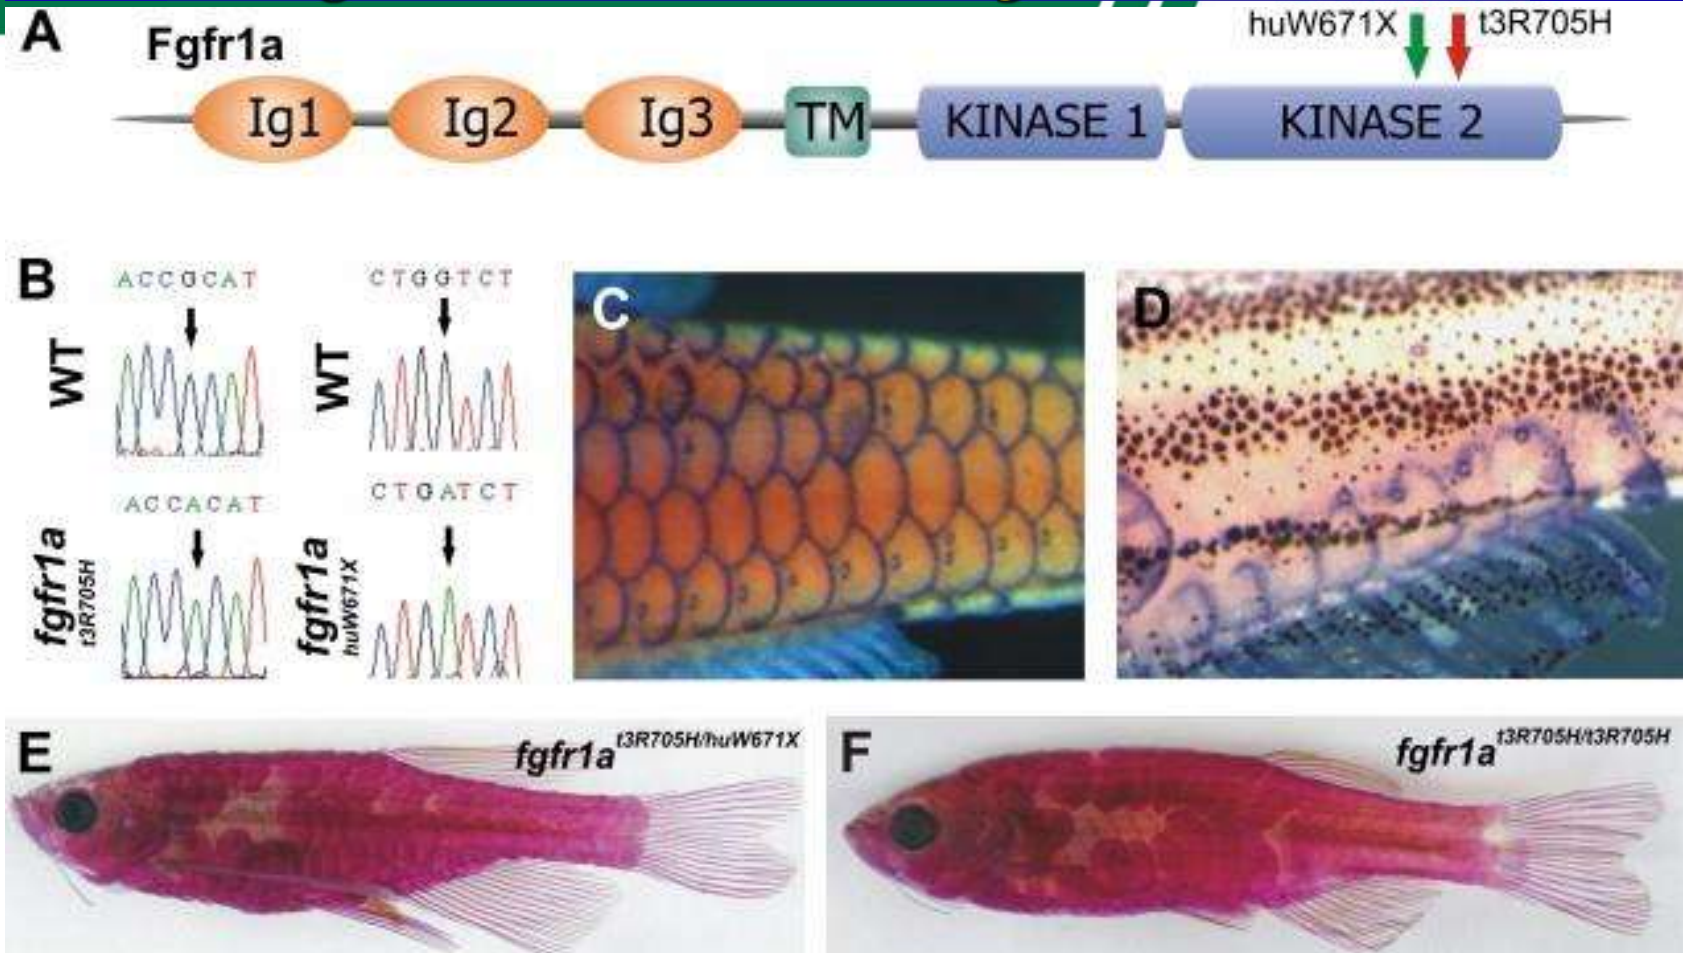 A
Fgfr1a
huW671X
t3R705H
Ig1
Ig2
Ig3
TM
KINASE 1
KINASE 2
B
ACCGCAT
CTGGTCT
WT
WT
ACCACAT
CTGATCT
fgfr1a t3R705H
fgfr1a huW671X
C
D
E
fgfr1a t3R705H/huW671X
F
fgfr1a t3R705H/t3R705H